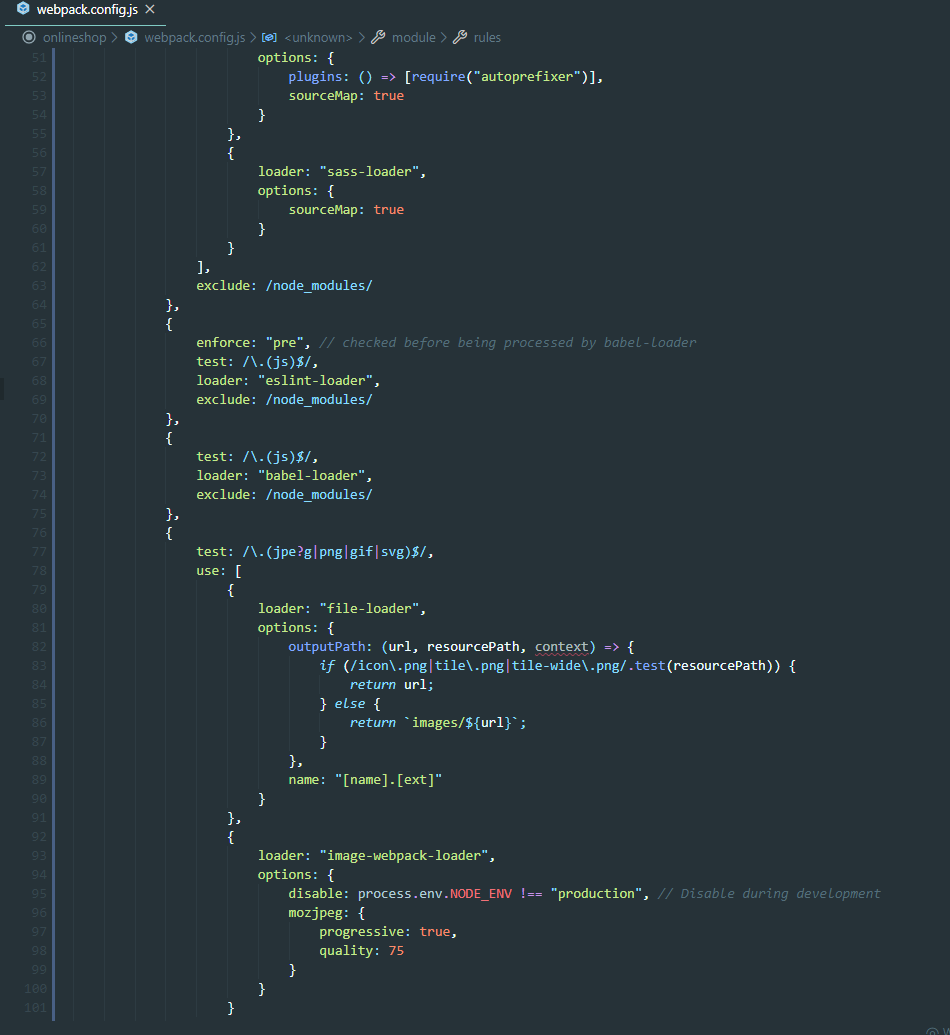 webpack.config.js ×
onlineshop > webpack.config.js > <unknown> > module > rules
51 options: {
52 plugins: () => [require("autoprefixer")],
53 sourceMap: true
54 }
55 },
56 {
57 loader: "sass-loader",
58 options: {
59 sourceMap: true
60 }
61 }
62 ],
63 exclude: /node_modules/
64 },
65 {
66 enforce: "pre", // checked before being processed by babel-loader
67 test: /\.(js)$/,
68 loader: "eslint-loader",
69 exclude: /node_modules/
70 },
71 {
72 test: /\.(js)$/,
73 loader: "babel-loader",
74 exclude: /node_modules/
75 },
76 {
77 test: /\.(jpe?g|png|gif|svg)$/,
78 use: [
79 {
80 loader: "file-loader",
81 options: {
82 outputPath: (url, resourcePath, context) => {
83 if (/icon\.png|tile\.png|tile-wide\.png/.test(resourcePath)) {
84 return url;
85 } else {
86 return `images/${url}`;
87 }
88 },
89 name: "[name].[ext]"
90 }
91 },
92 {
93 loader: "image-webpack-loader",
94 options: {
95 disable: process.env.NODE_ENV !== "production", // Disable during development
96 mozjpeg: {
97 progressive: true,
98 quality: 75
99 }
100 }
101 }